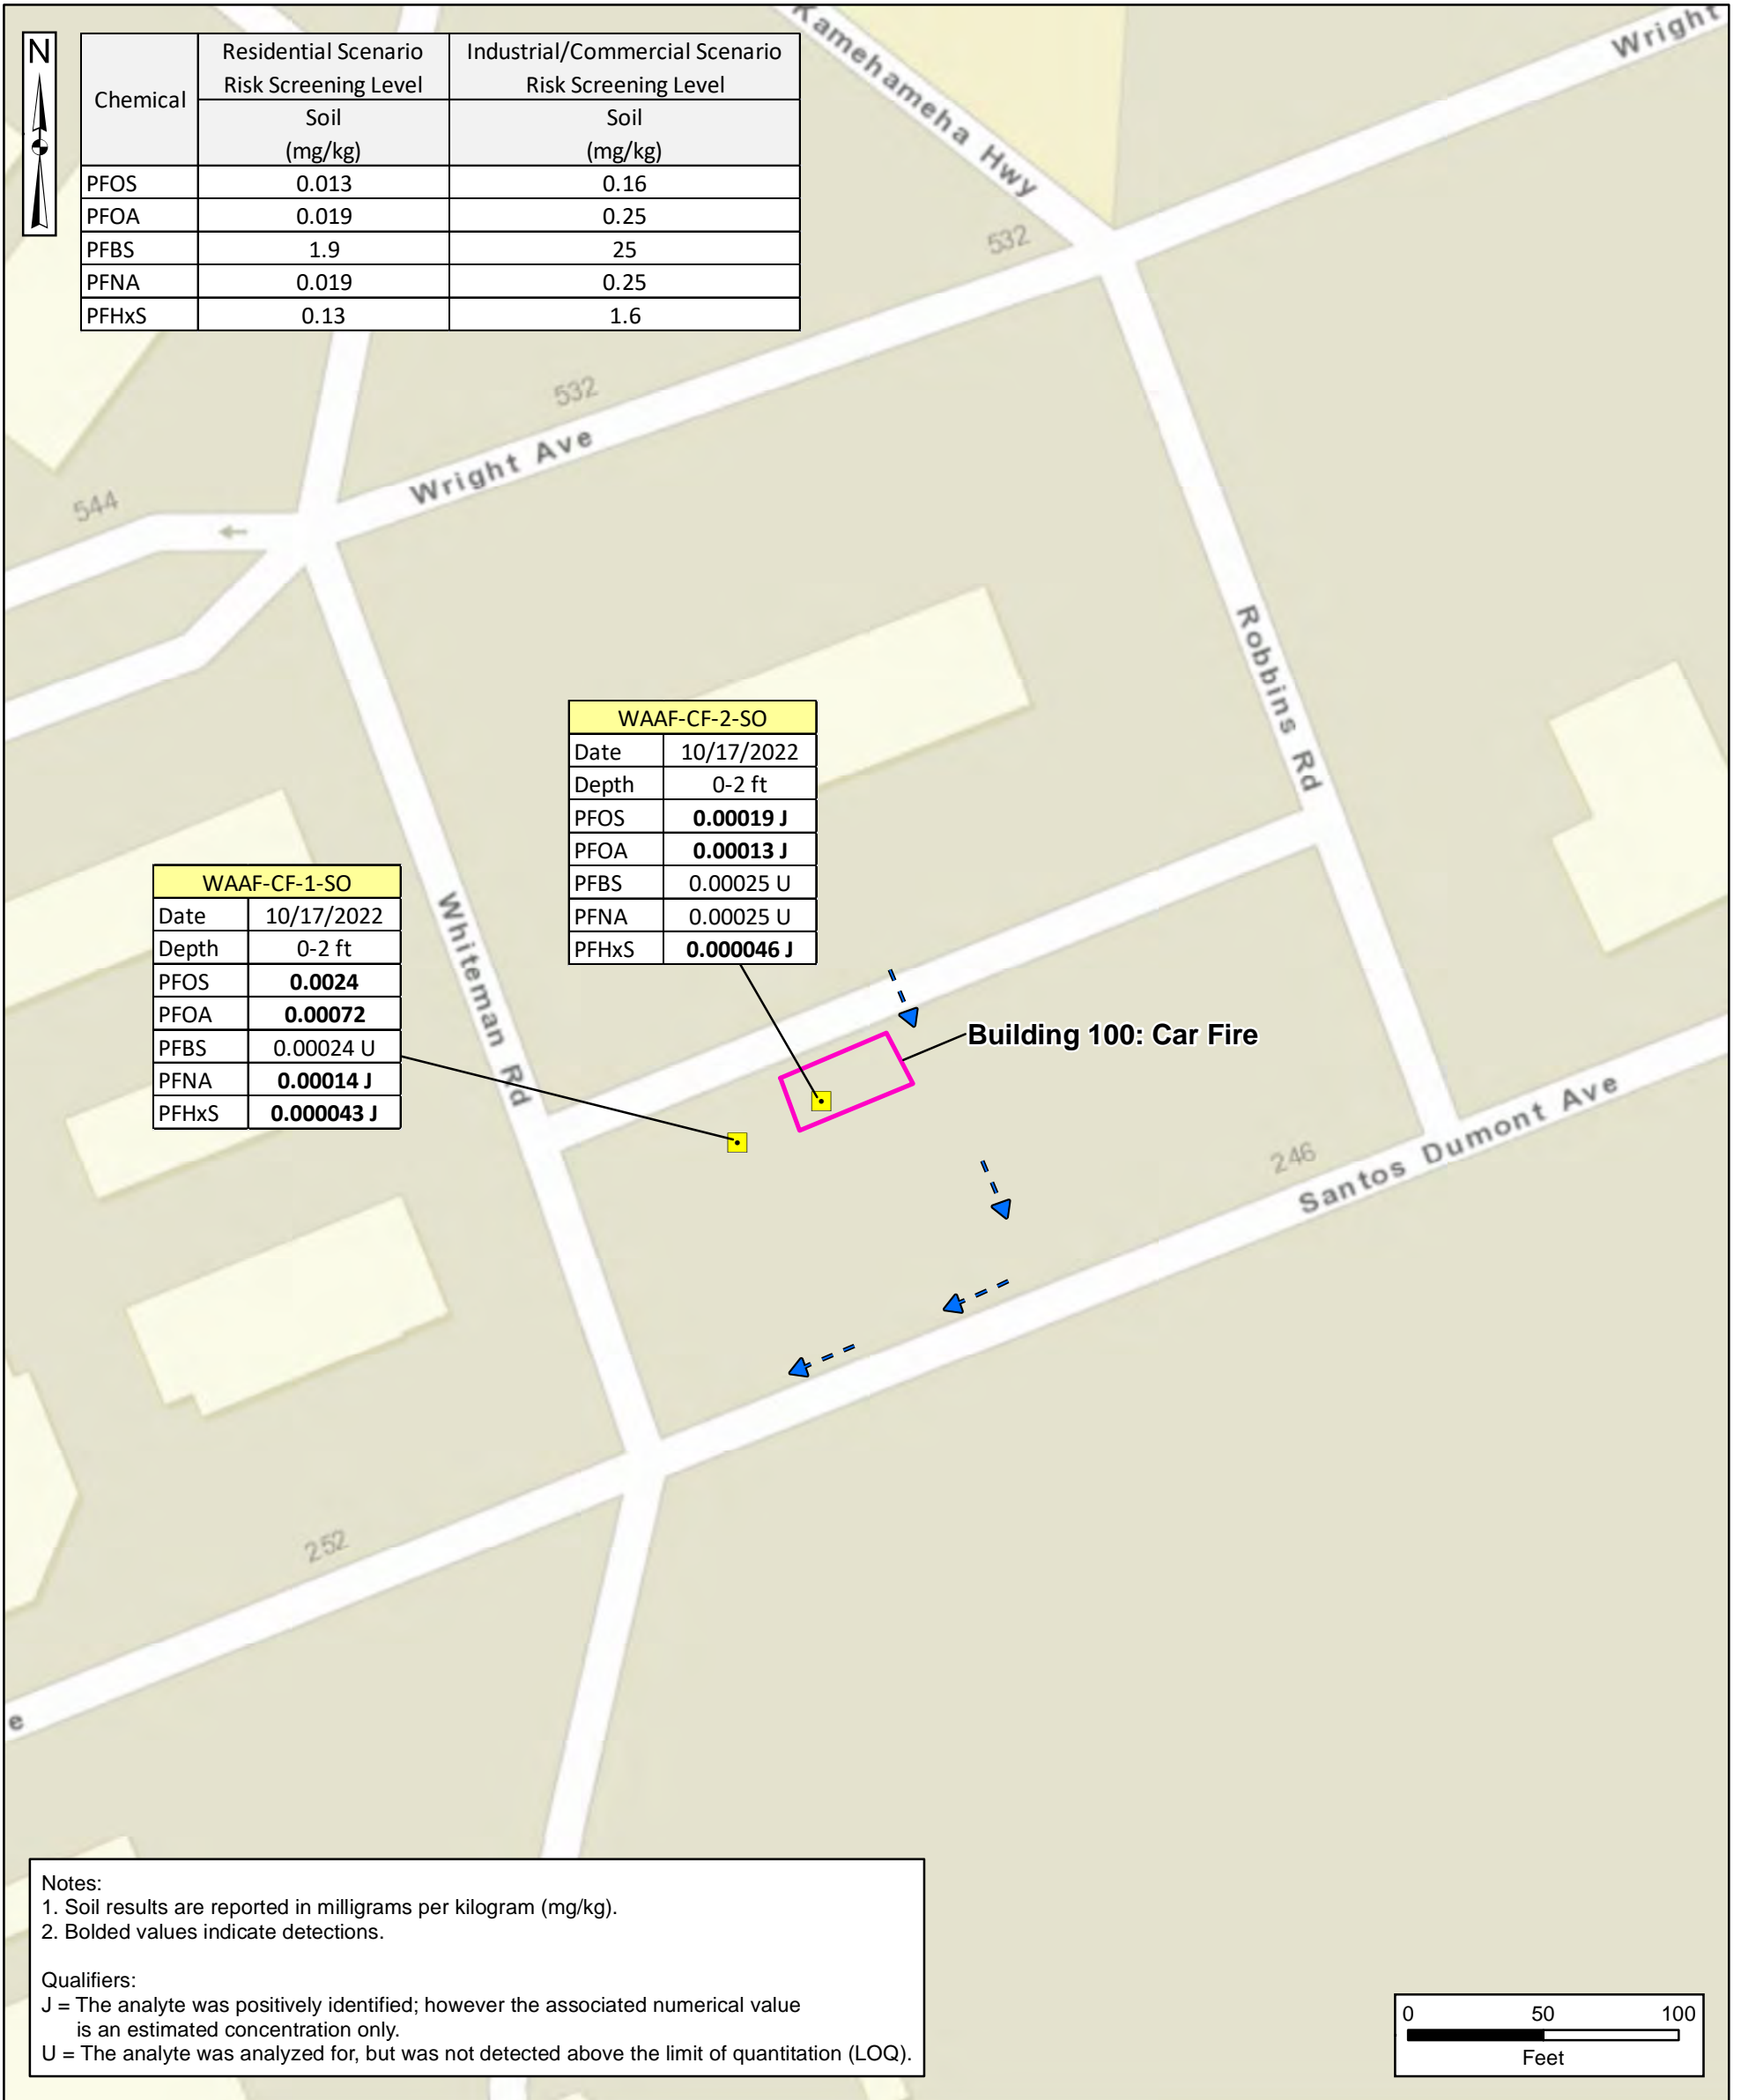 N
Chemical | Residential Scenario Risk Screening Level | Industrial/Commercial Scenario Risk Screening Level
Soil (mg/kg) | Soil (mg/kg)
PFOS | 0.013 | 0.16
PFOA | 0.019 | 0.25
PFBS | 1.9 | 25
PFNA | 0.019 | 0.25
PFHxS | 0.13 | 1.6
Kamehameha Hwy
Wright
532
532
Wright Ave
544
Robbins Rd
WAAF-CF-2-SO
Date | 10/17/2022
Depth | 0-2 ft
PFOS | 0.00019 J
PFOA | 0.00013 J
PFBS | 0.00025 U
PFNA | 0.00025 U
PFHxS | 0.000046 J
WAAF-CF-1-SO
Date | 10/17/2022
Depth | 0-2 ft
PFOS | 0.0024
PFOA | 0.00072
PFBS | 0.00024 U
PFNA | 0.00014 J
PFHxS | 0.000043 J
Whiteman Rd
Building 100: Car Fire
246
Santos Dumont Ave
252
e
Notes:
1. Soil results are reported in milligrams per kilogram (mg/kg).
2. Bolded values indicate detections.
Qualifiers:
J = The analyte was positively identified; however the associated numerical value
is an estimated concentration only.
U = The analyte was analyzed for, but was not detected above the limit of quantitation (LOQ).
0 50 100
Feet